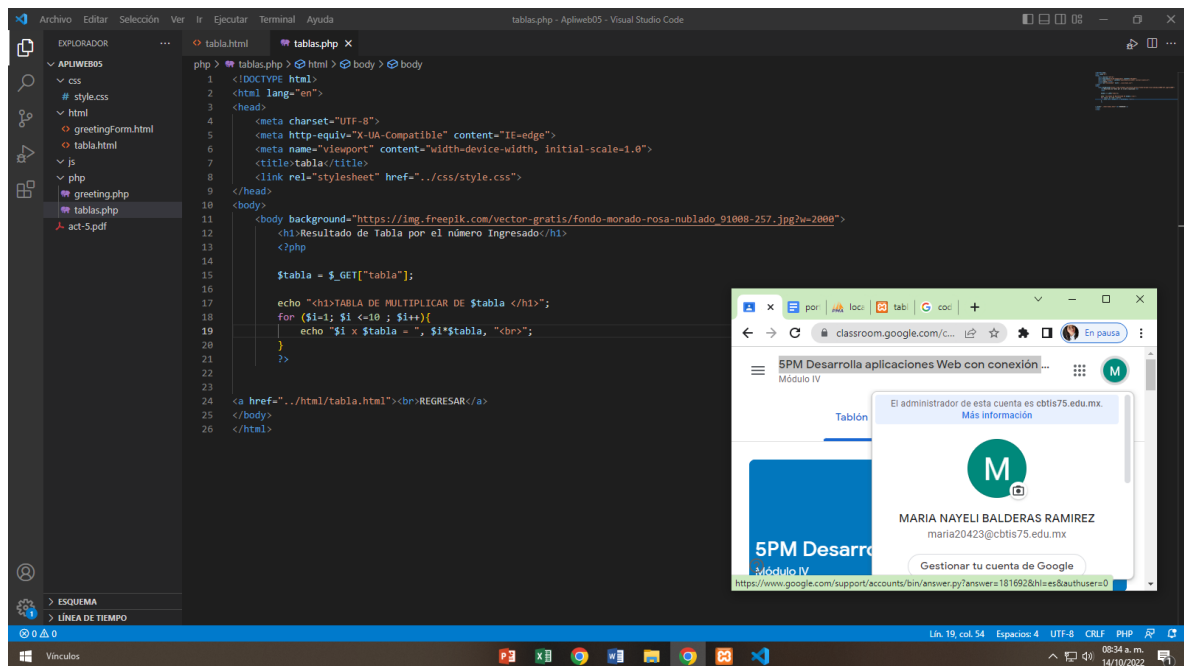 Archivo Editar Selección Ver Ir Ejecutar Terminal Ayuda
tablas.php - Apliweb05 - Visual Studio Code
EXPLORADOR
APLIWEB05
css
# style.css
html
greetingForm.html
tabla.html
js
php
greeting.php
tablas.php
act-5.pdf
ESQUEMA
LÍNEA DE TIEMPO
tabla.html
tablas.php
php > tablas.php > html > body > body
1 <!DOCTYPE html>
2 <html lang="en">
3 <head>
4 <meta charset="UTF-8">
5 <meta http-equiv="X-UA-Compatible" content="IE=edge">
6 <meta name="viewport" content="width=device-width, initial-scale=1.0">
7 <title>tabla</title>
8 <link rel="stylesheet" href="../css/style.css">
9 </head>
10 <body>
11 <body background="https://img.freepik.com/vector-gratis/fondo-morado-rosa-nublado_91008-257.jpg?w=2000">
12 <h1>Resultado de Tabla por el número Ingresado</h1>
13 <?php
14
15 $tabla = $_GET["tabla"];
16
17 echo "<h1>TABLA DE MULTIPLICAR DE $tabla </h1>";
18 for ($i=1; $i <=10 ; $i++){
19 echo "$i x $tabla = ", $i*$tabla, "<br>";
20 }
21 ?>
22
23
24 <a href="../html/tabla.html"><br>REGRESAR</a>
25 </body>
26 </html>
por loca tabl G cod
classroom.google.com/c...
En pausa
5PM Desarrolla aplicaciones Web con conexión ...
Módulo IV
M
Tablón
El administrador de esta cuenta es cbtis75.edu.mx.
Más información
M
MARIA NAYELI BALDERAS RAMIREZ
maria20423@cbtis75.edu.mx
Gestionar tu cuenta de Google
5PM Desarro
Módulo IV
https://www.google.com/support/accounts/bin/answer.py?answer=181692&hl=es&authuser=0
1
0 0
Lín. 19, col. 54 Espacios: 4 UTF-8 CRLF PHP
Vínculos
08:34 a. m.
14/10/2022
1